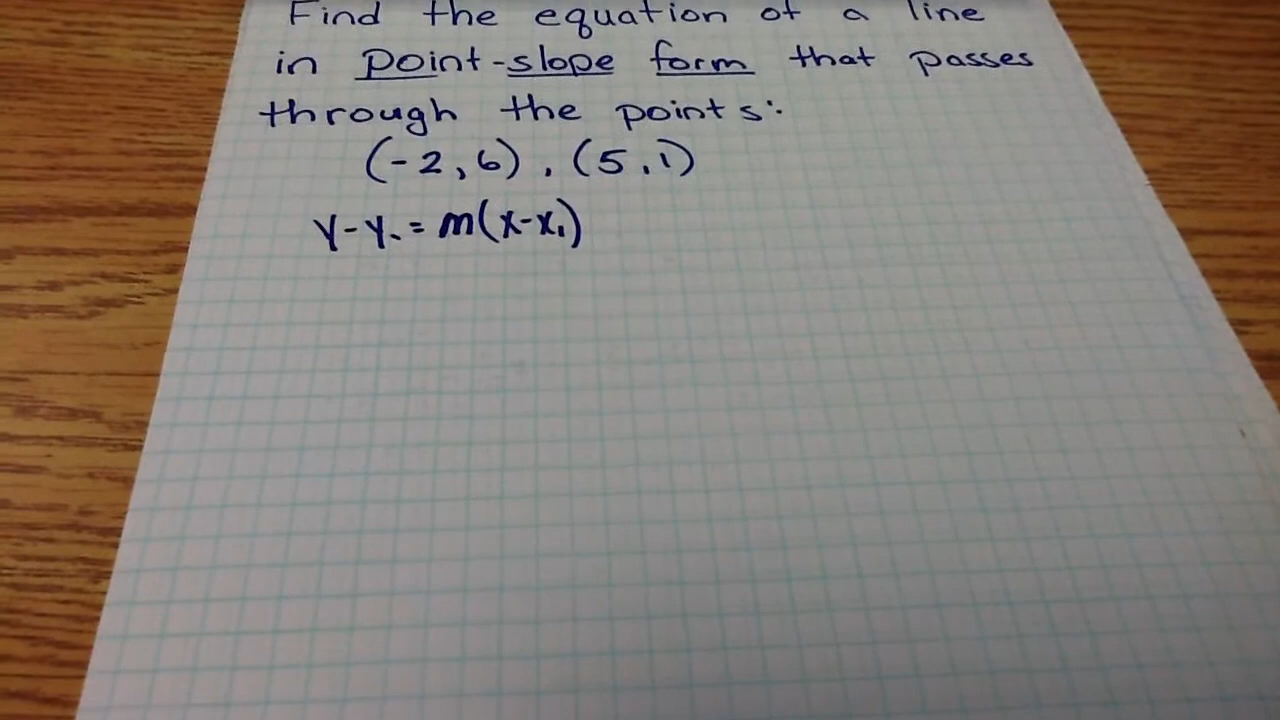 Find the equation of a line
in point-slope form that passes
through the points:
(-2,6), (5,1)
y-y₁=m(x-x₁)